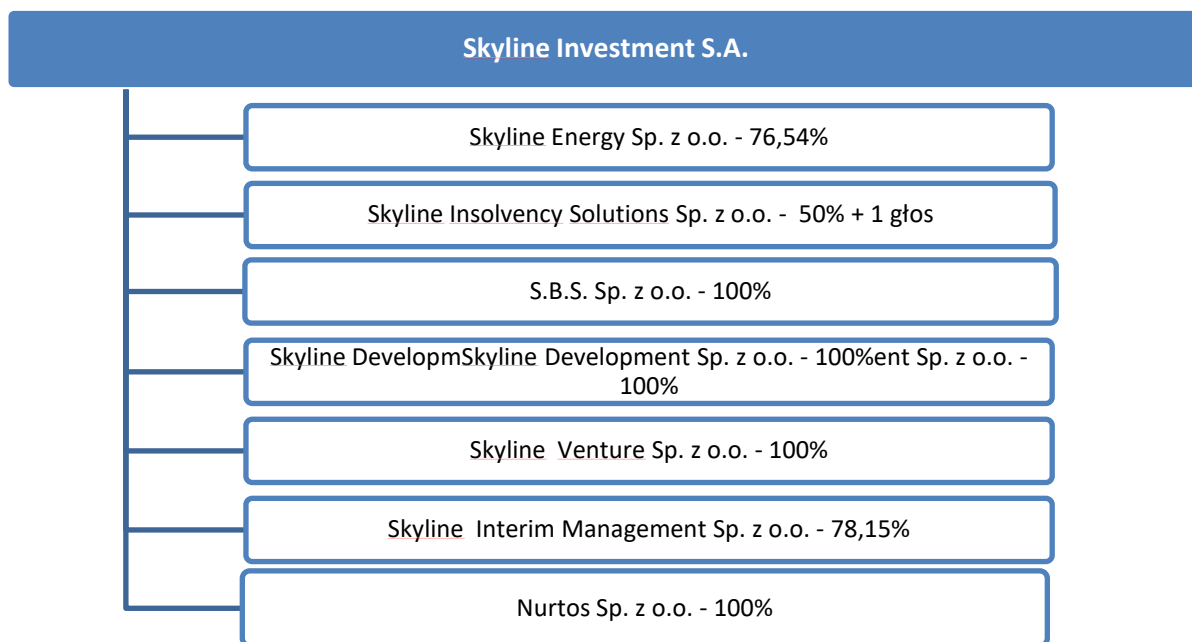 Skyline Investment S.A.
Skyline Energy Sp. z o.o. - 76,54%
Skyline Insolvency Solutions Sp. z o.o. -  50% + 1 głos
S.B.S. Sp. z o.o. - 100%
Skyline DevelopmSkyline Development Sp. z o.o. - 100%ent Sp. z o.o. -
100%
Skyline  Venture Sp. z o.o. - 100%
Skyline  Interim Management Sp. z o.o. - 78,15%
Nurtos Sp. z o.o. - 100%